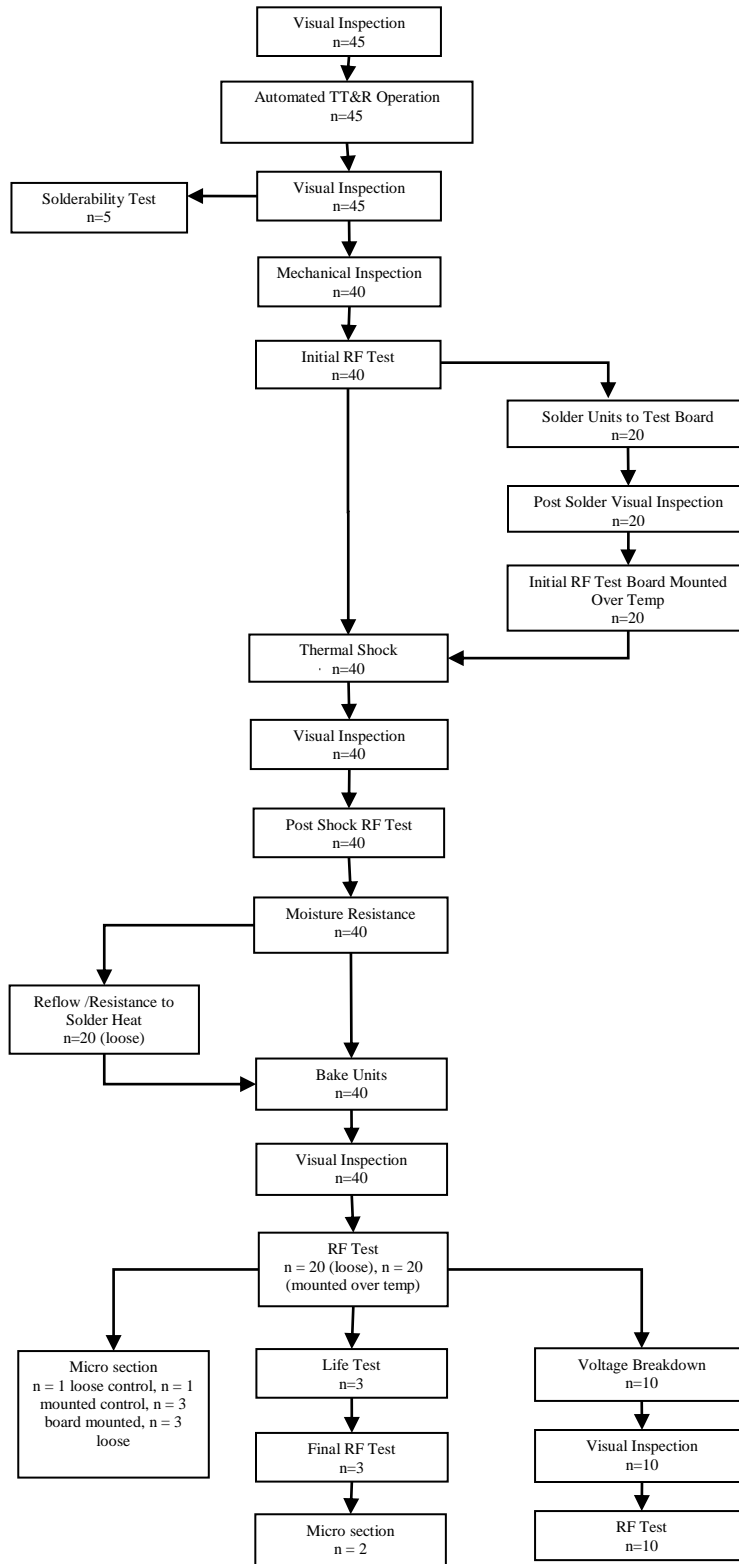 Visual Inspection
n=45
Automated TT&R Operation
n=45
Visual Inspection
n=45
Solderability Test
n=5
Mechanical Inspection
n=40
Initial RF Test
n=40
Solder Units to Test Board
n=20
Post Solder Visual Inspection
n=20
Initial RF Test Board Mounted
Over Temp
n=20
Thermal Shock
n=40
Visual Inspection
n=40
Post Shock RF Test
n=40
Moisture Resistance
n=40
Reflow /Resistance to
Solder Heat
n=20 (loose)
Bake Units
n=40
Visual Inspection
n=40
RF Test
n = 20 (loose), n = 20
(mounted over temp)
Micro section
n = 1 loose control, n = 1
mounted control, n = 3
board mounted, n = 3
loose
Life Test
n=3
Final RF Test
n=3
Micro section
n = 2
Voltage Breakdown
n=10
Visual Inspection
n=10
RF Test
n=10